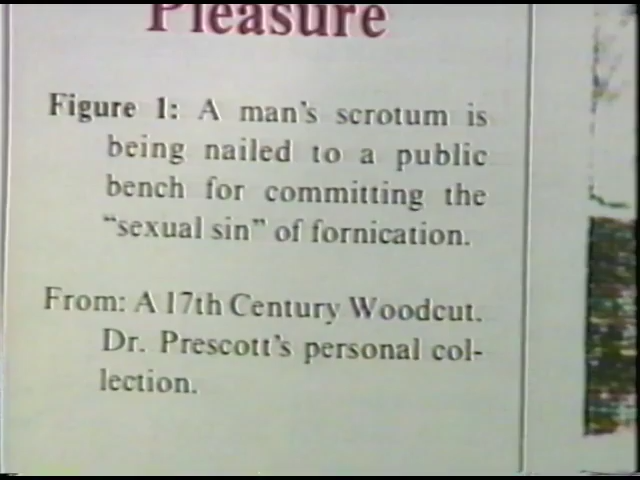 Pleasure
Figure 1: A man's scrotum is
being nailed to a public
bench for committing the
“sexual sin” of fornication.
From: A 17th Century Woodcut.
Dr. Prescott's personal col-
lection.